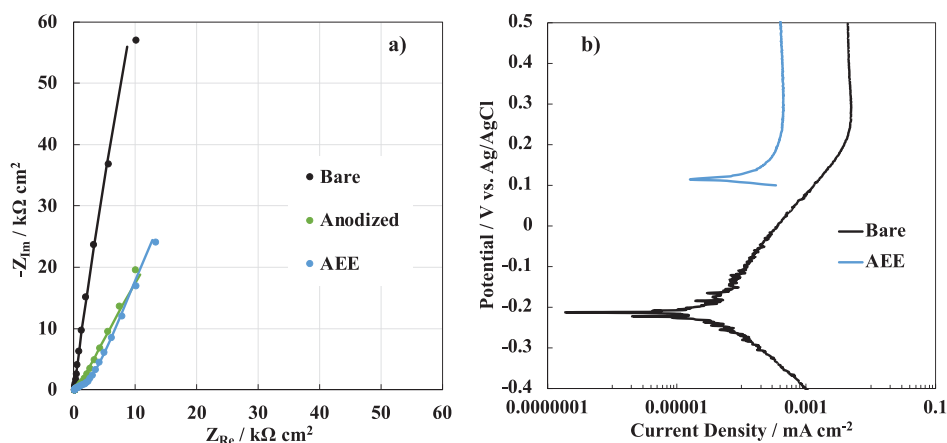 a)
-Z_Im / kΩ cm²
60
50
40
30
20
10
0
-60
Bare
Anodized
AEE
0 10 20 30 40 50 60
Z_Re / kΩ cm²
b)
Potential / V vs. Ag/AgCl
0.5
0.4
0.3
0.2
0.1
0
-0.1
-0.2
-0.3
-0.4
Bare
AEE
0.0000001 0.00001 0.001 0.1
Current Density / mA cm⁻²